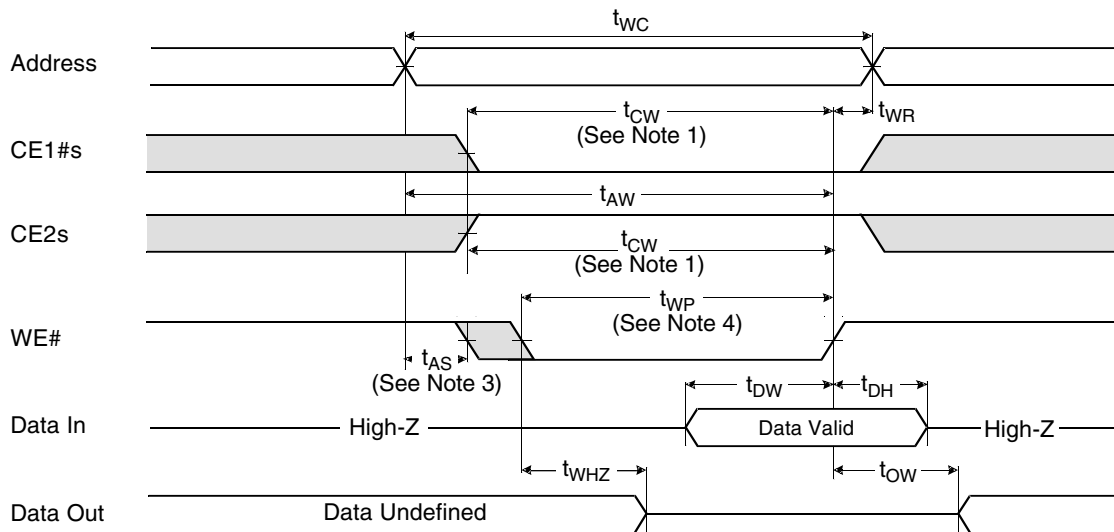 tWC
Address
tCW
(See Note 1)
tWR
CE1#s
tAW
CE2s
tCW
(See Note 1)
tWP
(See Note 4)
WE#
tAS
(See Note 3)
tDW
tDH
Data In
High-Z
Data Valid
High-Z
tWHZ
tOW
Data Out
Data Undefined